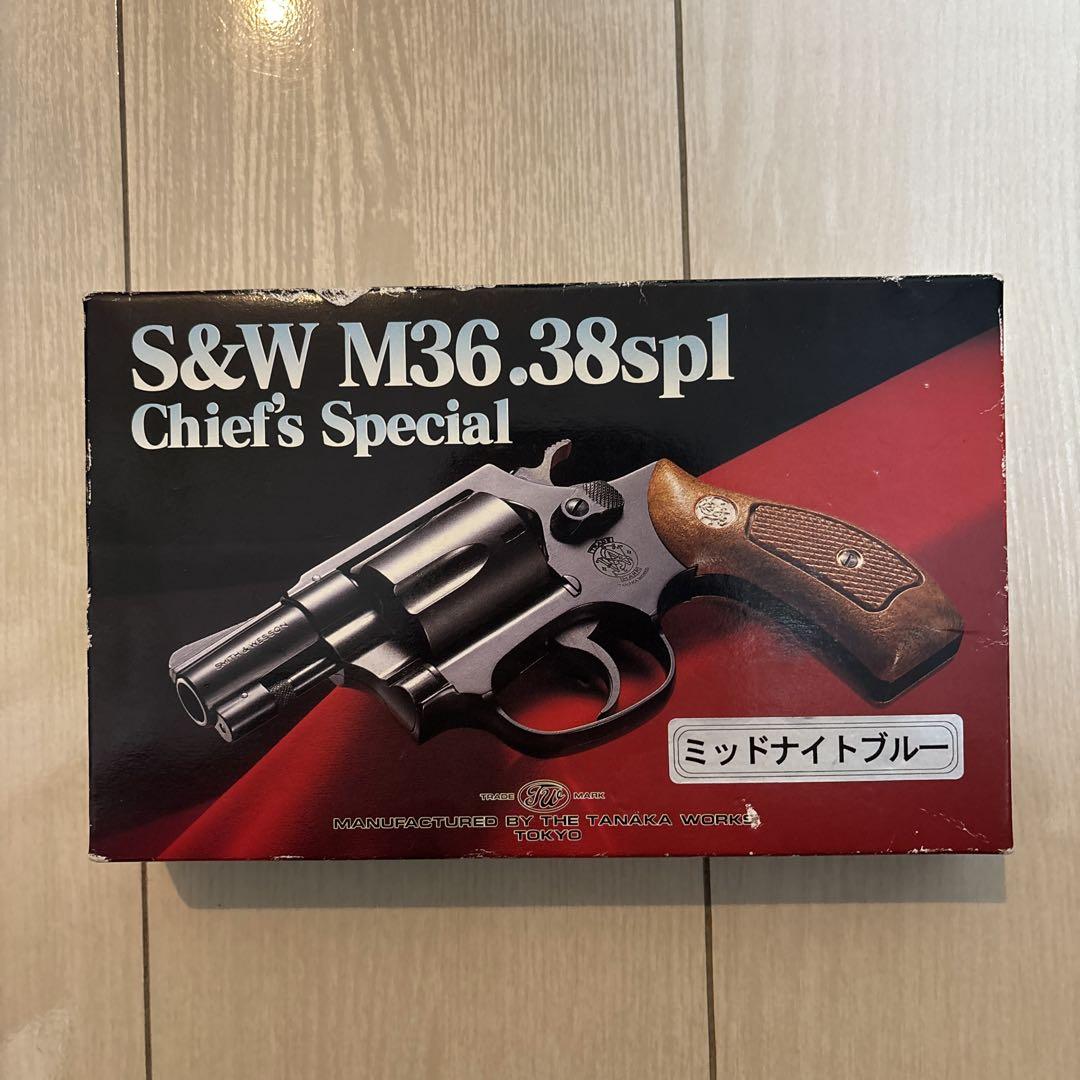 S&W M36 .38spl
Chief's Special
SMITH & WESSON
ミッドナイトブルー
TRADE TWC MARK
MANUFACTURED BY THE TANAKA WORKS
TOKYO